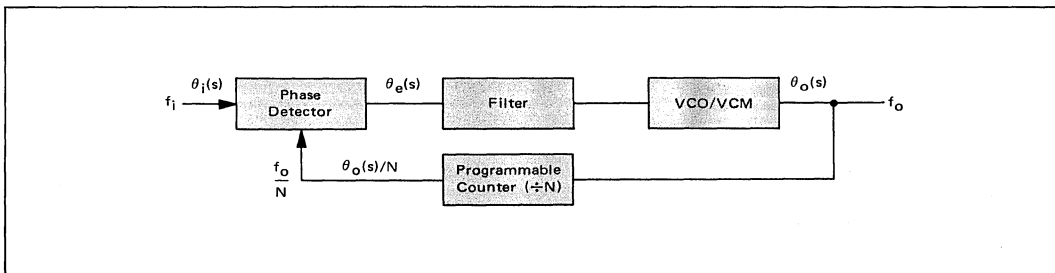 θi(s)
fi
Phase
Detector
θe(s)
Filter
VCO/VCM
θo(s)
fo
fo
N
θo(s)/N
Programmable
Counter (÷N)